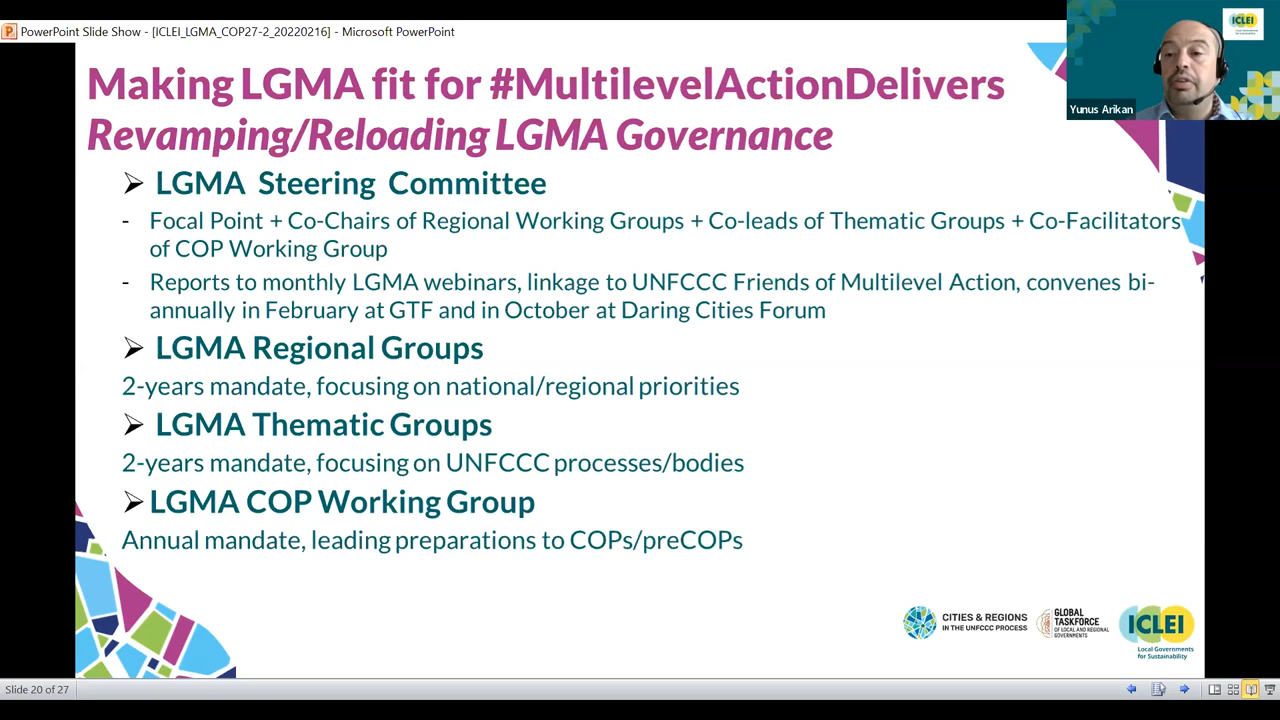 PowerPoint Slide Show - [ICLEI_LGMA_COP27-2_20220216] - Microsoft PowerPoint
ICLEI
Yunus Arikan
Making LGMA fit for #MultilevelActionDelivers
Revamping/Reloading LGMA Governance
➢ LGMA Steering Committee
- Focal Point + Co-Chairs of Regional Working Groups + Co-leads of Thematic Groups + Co-Facilitators
of COP Working Group
- Reports to monthly LGMA webinars, linkage to UNFCCC Friends of Multilevel Action, convenes bi-
annually in February at GTF and in October at Daring Cities Forum
➢ LGMA Regional Groups
2-years mandate, focusing on national/regional priorities
➢ LGMA Thematic Groups
2-years mandate, focusing on UNFCCC processes/bodies
➢ LGMA COP Working Group
Annual mandate, leading preparations to COPs/preCOPs
CITIES & REGIONS
IN THE UNFCCC PROCESS
GLOBAL
TASKFORCE
OF LOCAL AND REGIONAL
GOVERNMENTS
ICLEI
Local Governments
for Sustainability
Slide 20 of 27